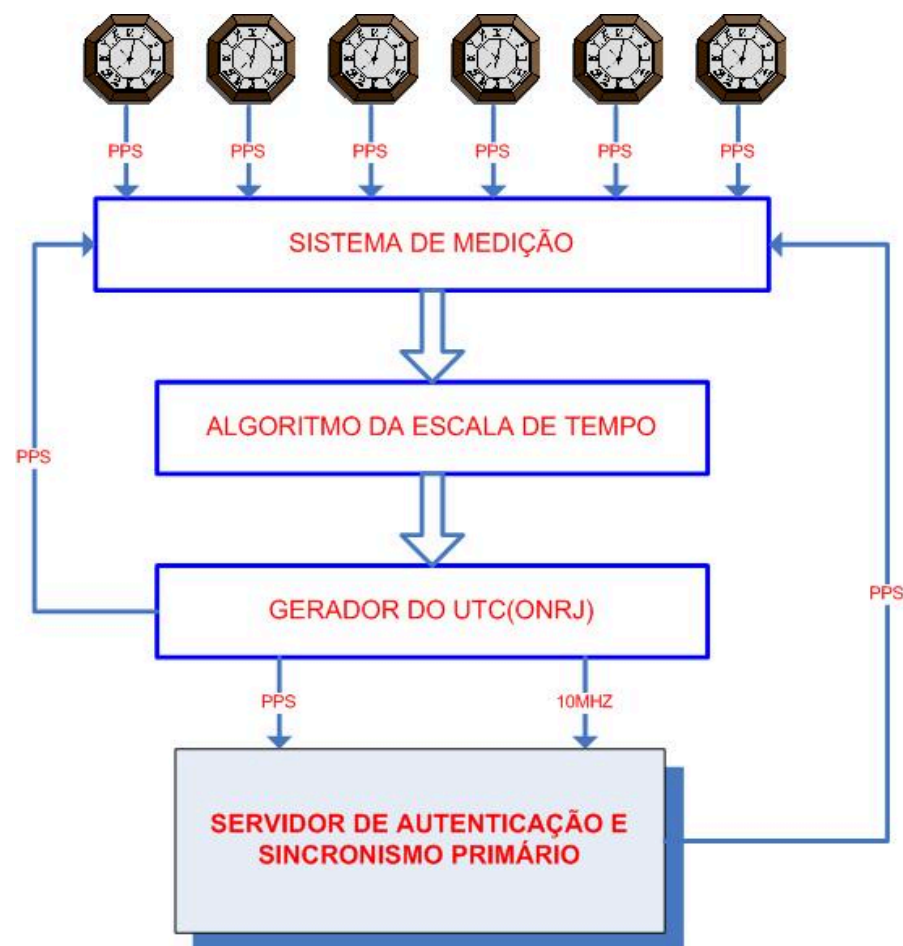 PPS
PPS
PPS
PPS
PPS
PPS
SISTEMA DE MEDIÇÃO
ALGORITMO DA ESCALA DE TEMPO
PPS
GERADOR DO UTC(ONRJ)
PPS
PPS
10MHZ
SERVIDOR DE AUTENTICAÇÃO E
SINCRONISMO PRIMÁRIO